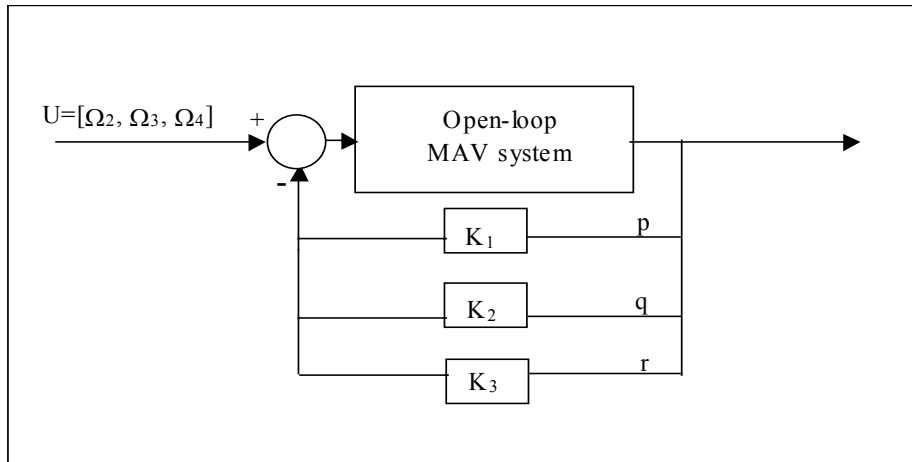 U=[Ω2, Ω3, Ω4]
+
-
Open-loop
MAV system
K1
p
K2
q
K3
r